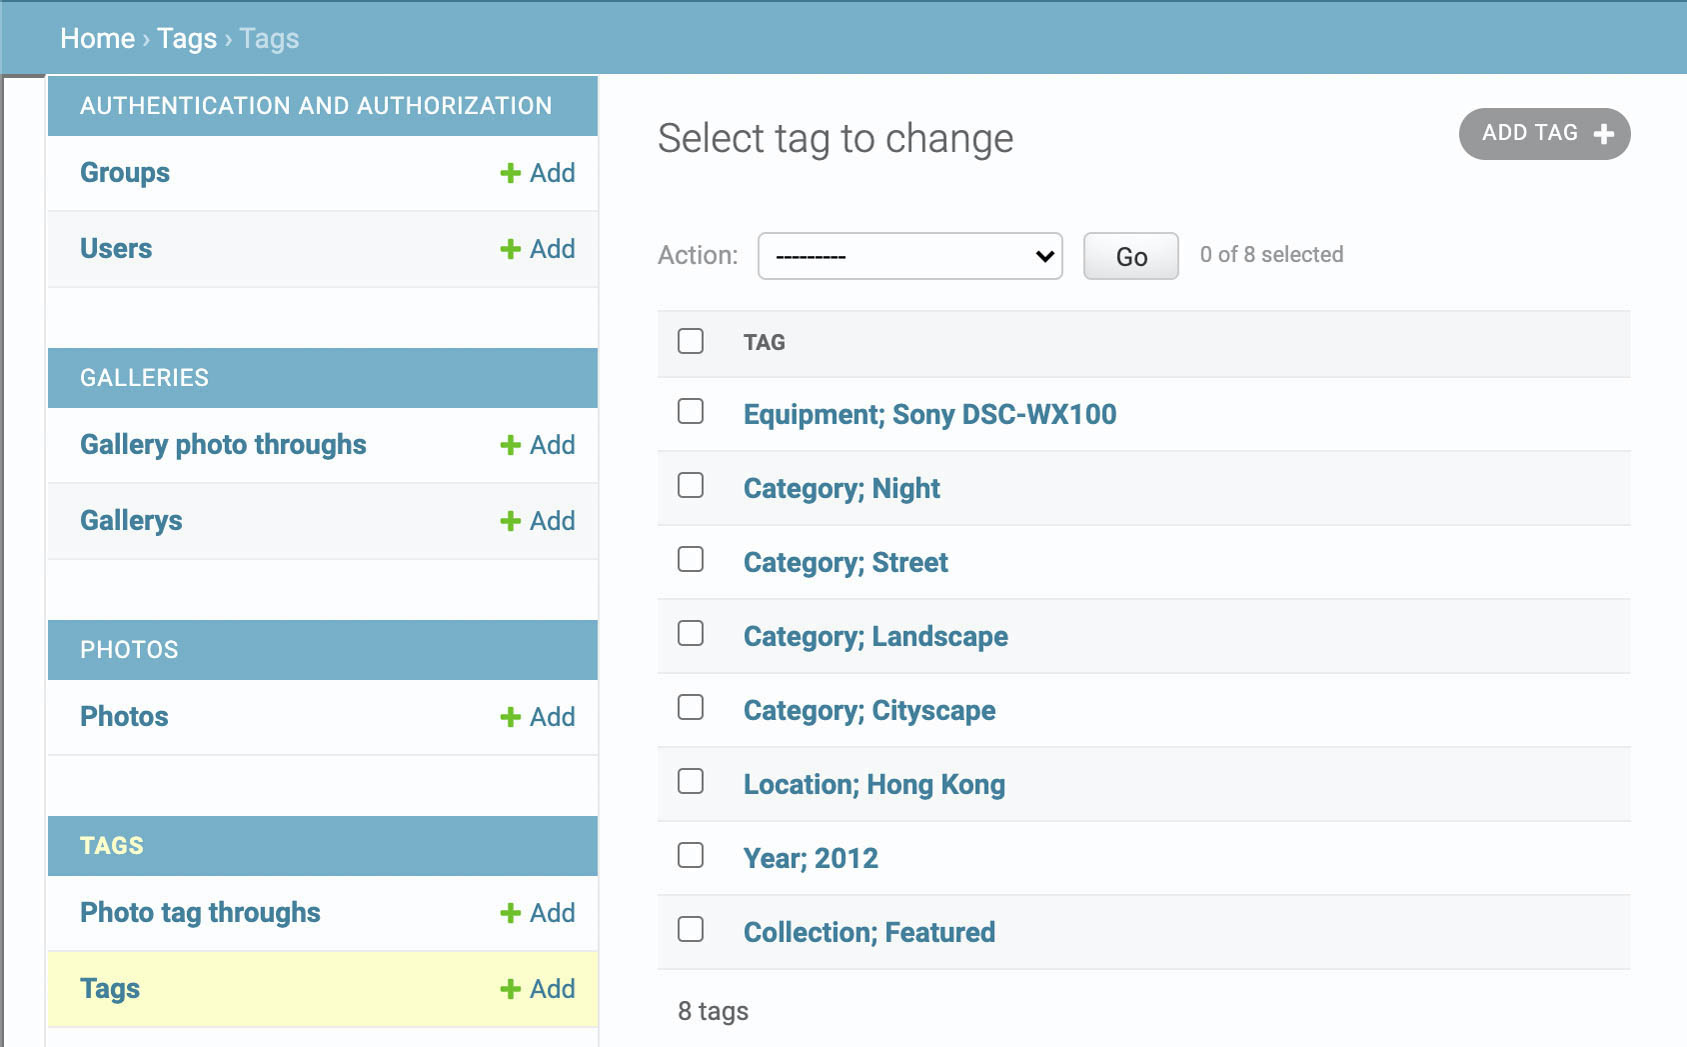 Home › Tags › Tags
AUTHENTICATION AND AUTHORIZATION
Groups + Add
Users + Add
GALLERIES
Gallery photo throughs + Add
Gallerys + Add
PHOTOS
Photos + Add
TAGS
Photo tag throughs + Add
Tags + Add
Select tag to change
ADD TAG +
Action: --------- Go 0 of 8 selected
TAG
Equipment; Sony DSC-WX100
Category; Night
Category; Street
Category; Landscape
Category; Cityscape
Location; Hong Kong
Year; 2012
Collection; Featured
8 tags